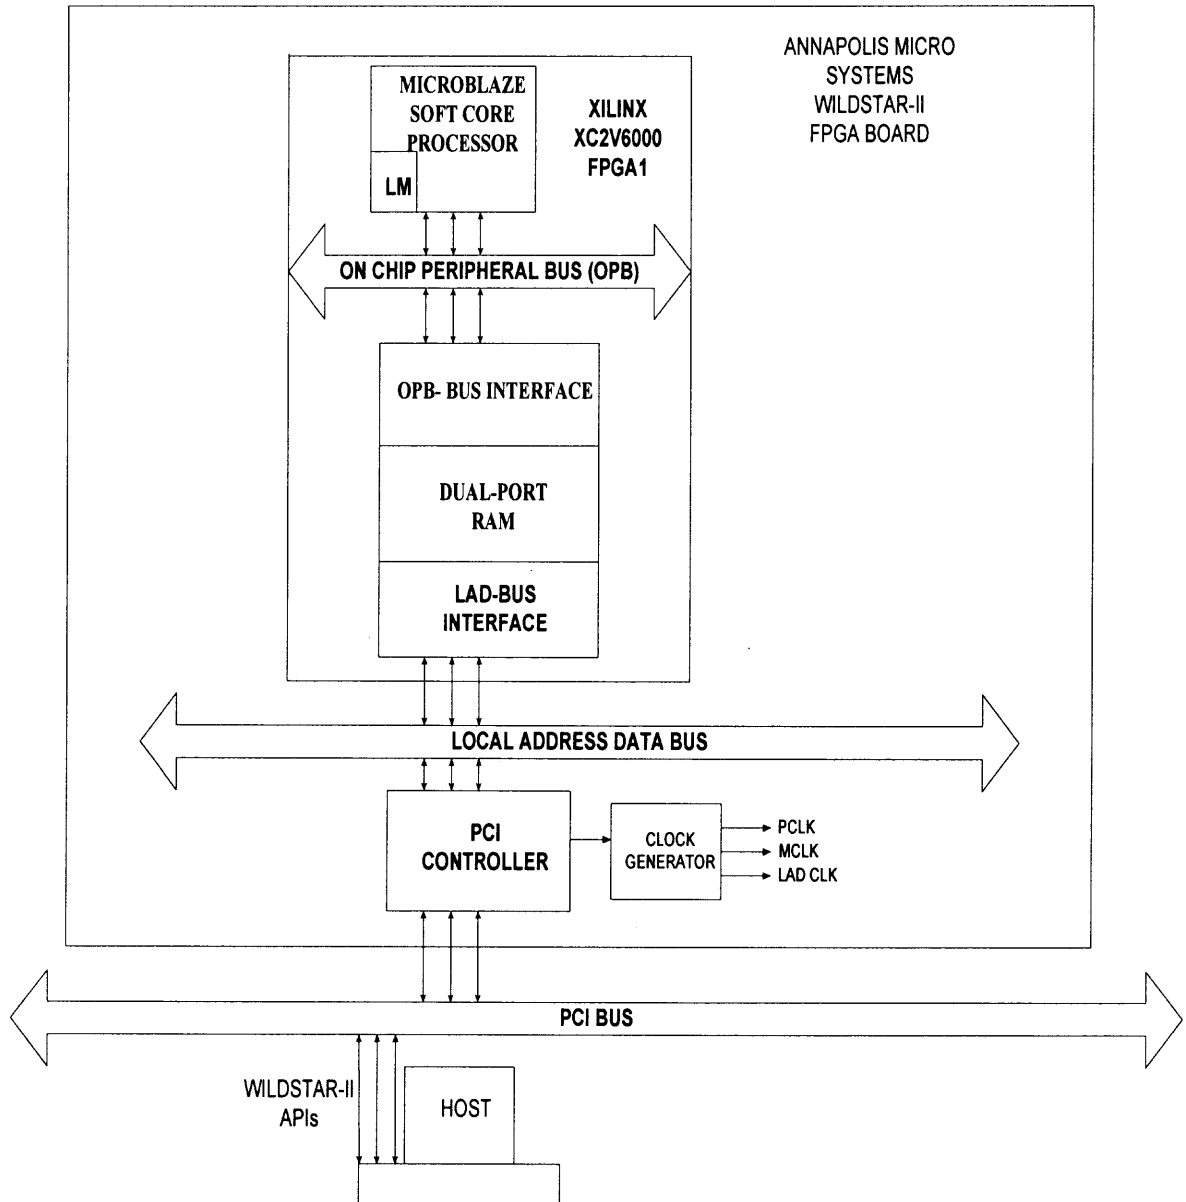 ANNAPOLIS MICRO
SYSTEMS
WILDSTAR-II
FPGA BOARD
MICROBLAZE
SOFT CORE
PROCESSOR
LM
XILINX
XC2V6000
FPGA1
ON CHIP PERIPHERAL BUS (OPB)
OPB- BUS INTERFACE
DUAL-PORT
RAM
LAD-BUS
INTERFACE
LOCAL ADDRESS DATA BUS
PCI
CONTROLLER
CLOCK
GENERATOR
PCLK
MCLK
LAD CLK
PCI BUS
WILDSTAR-II
APIs
HOST